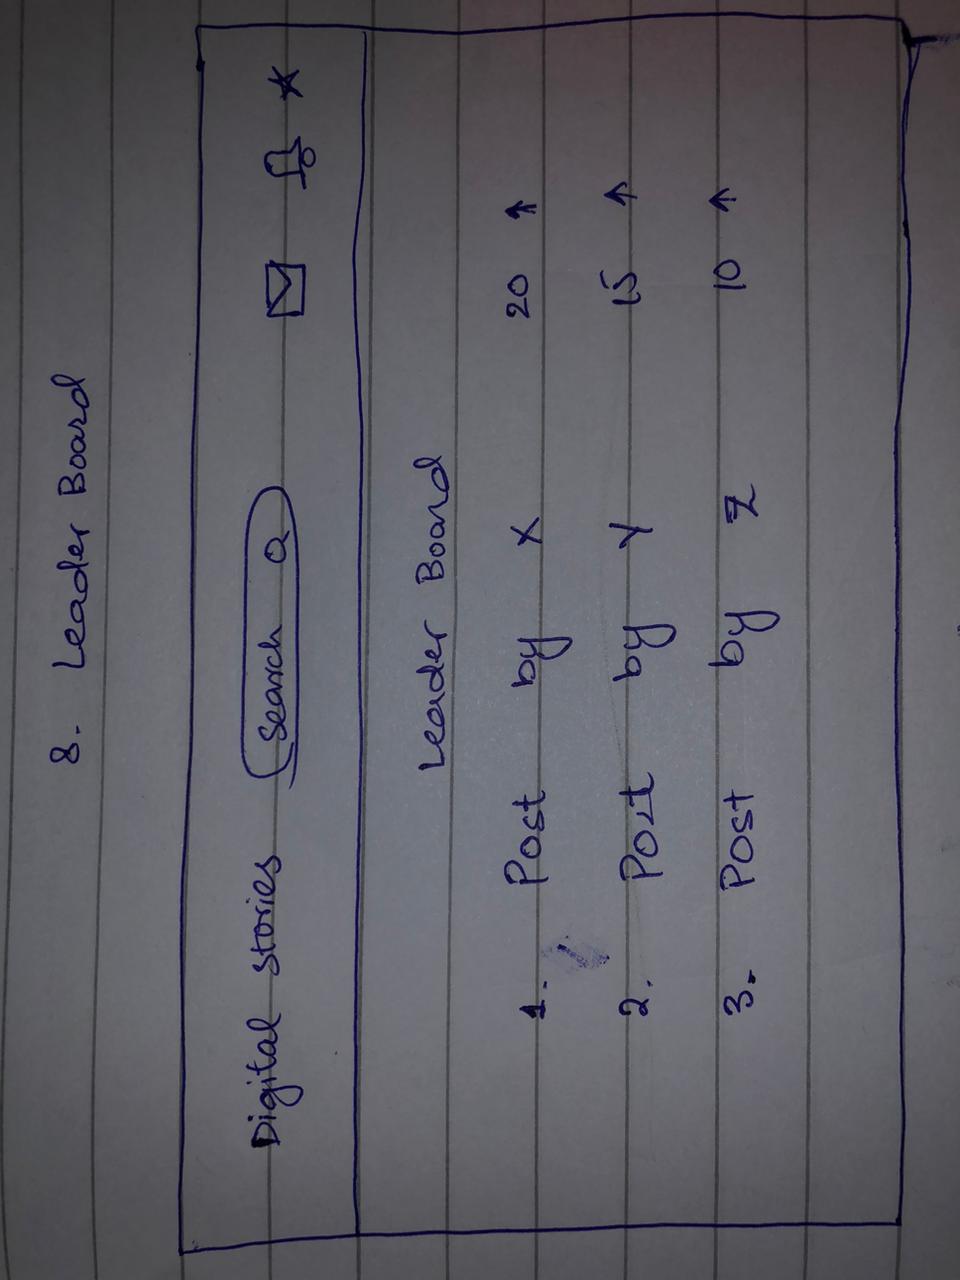 8. Leader Board
Digital stories Search
Leader Board
1. Post by X 20 ↑
2. Post by Y 15 ↑
3. Post by Z 10 ↑